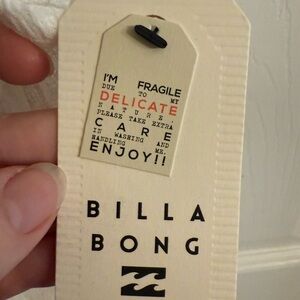 I'M FRAGILE
DUE TO MY
DELICATE
NATURE.
PLEASE TAKE EXTRA
CARE
IN WASHING AND
HANDLING ME.
ENJOY!!
BILLA
BONG